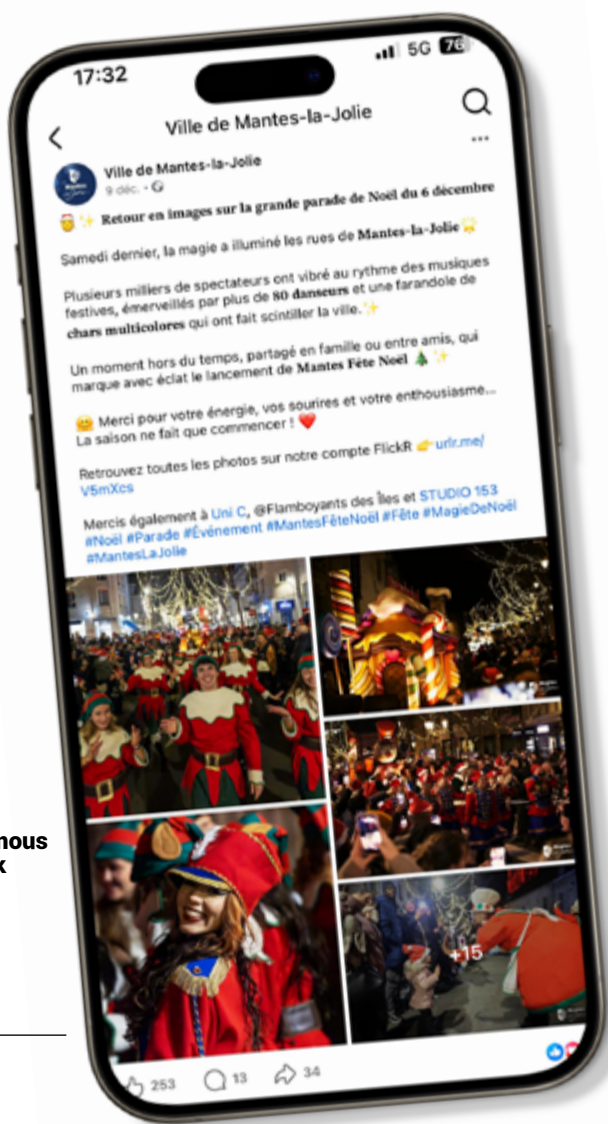 17:32
5G 76
Ville de Mantes-la-Jolie
Ville de Mantes-la-Jolie
9 déc.
Retour en images sur la grande parade de Noël du 6 décembre
Samedi dernier, la magie a illuminé les rues de Mantes-la-Jolie
Plusieurs milliers de spectateurs ont vibré au rythme des musiques
festives, émerveillés par plus de 80 danseurs et une farandole de
chars multicolores qui ont fait scintiller la ville.
Un moment hors du temps, partagé en famille ou entre amis, qui
marque avec éclat le lancement de Mantes Fête Noël
Merci pour votre énergie, vos sourires et votre enthousiasme...
La saison ne fait que commencer !
Retrouvez toutes les photos sur notre compte FlickR urlr.me/
V5mXcs
Mercis également à Uni C, @Flamboyants des Îles et STUDIO 153
#Noël #Parade #Événement #MantesFêteNoël #Fête #MagieDeNoël
#MantesLaJolie
nous
x
+15
253 13 34